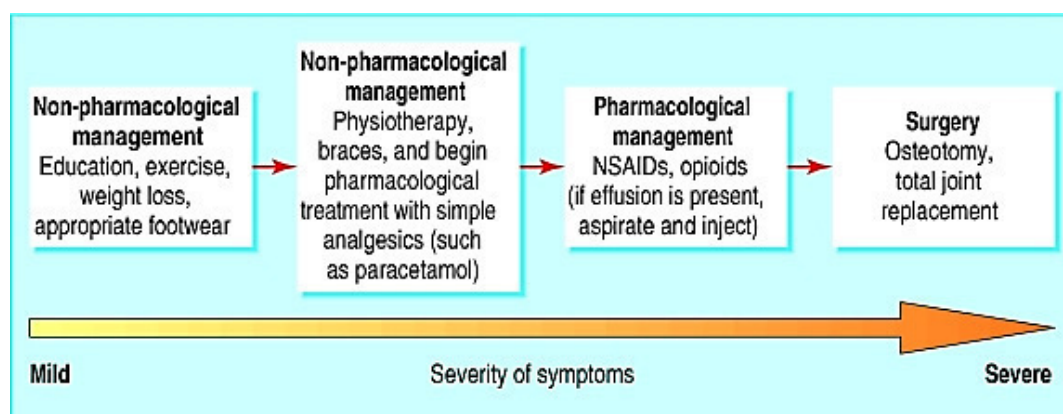 Non-pharmacological
management
Education, exercise,
weight loss,
appropriate footwear
Non-pharmacological
management
Physiotherapy,
braces, and begin
pharmacological
treatment with simple
analgesics (such
as paracetamol)
Pharmacological
management
NSAIDs, opioids
(if effusion is present,
aspirate and inject)
Surgery
Osteotomy,
total joint
replacement
Mild
Severity of symptoms
Severe